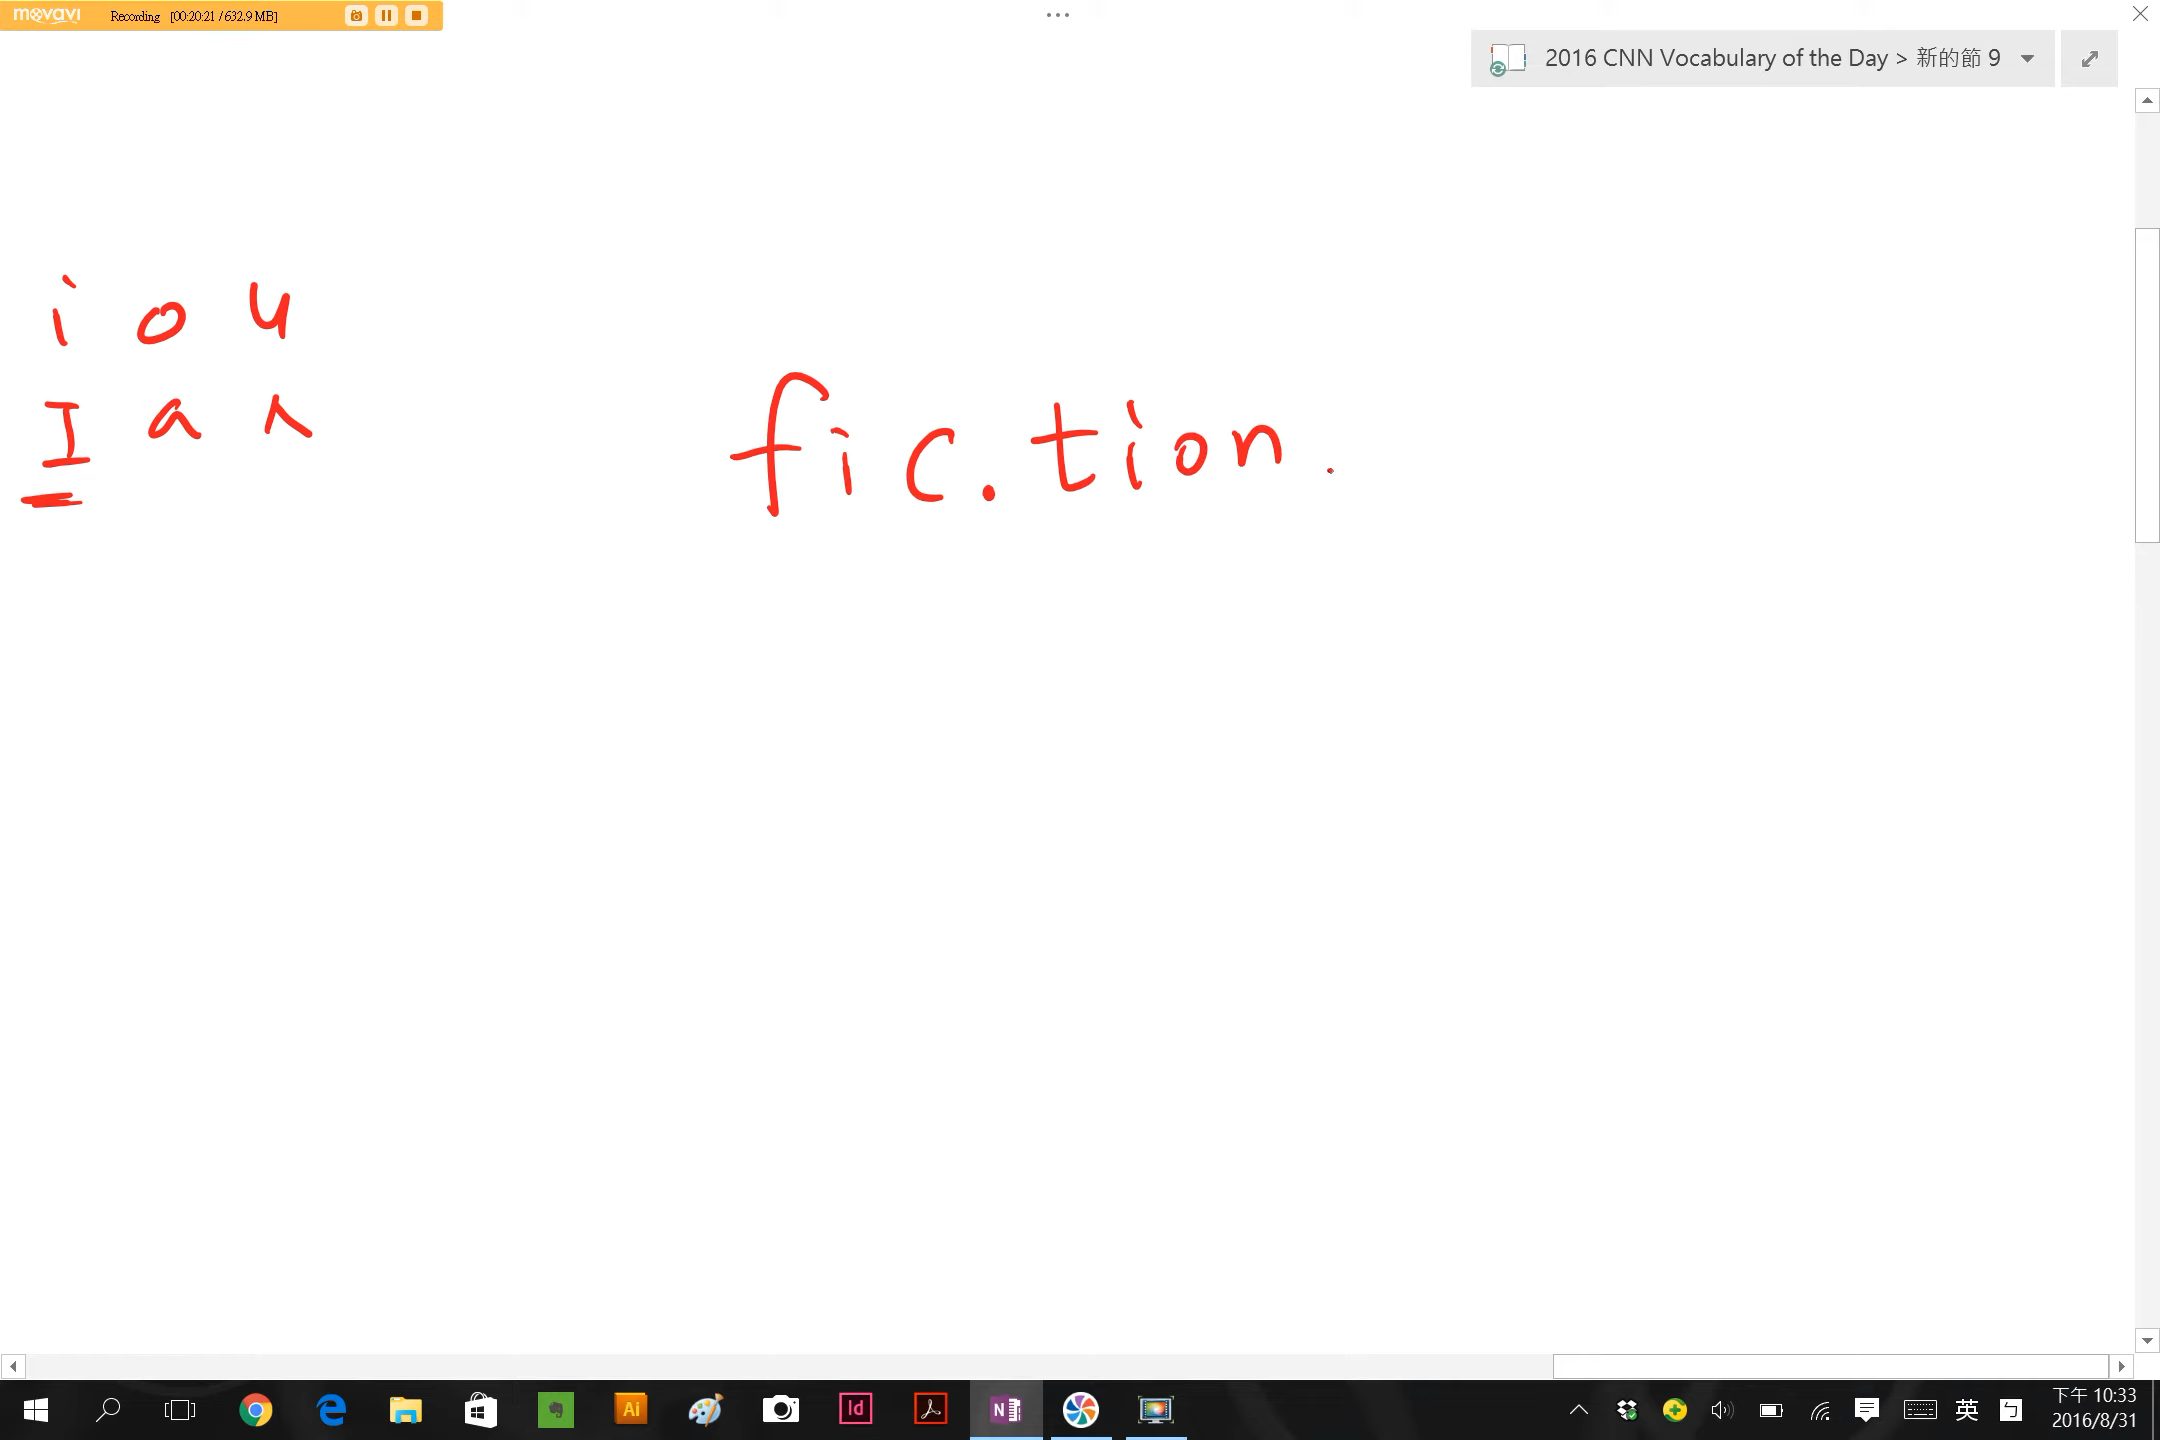 movavi Recording [00:20:21 / 632.9 MB]
2016 CNN Vocabulary of the Day > 新的節 9
i o u
I a ʌ
fic.tion.
Ai Id N 英 ㄅ
下午 10:33
2016/8/31